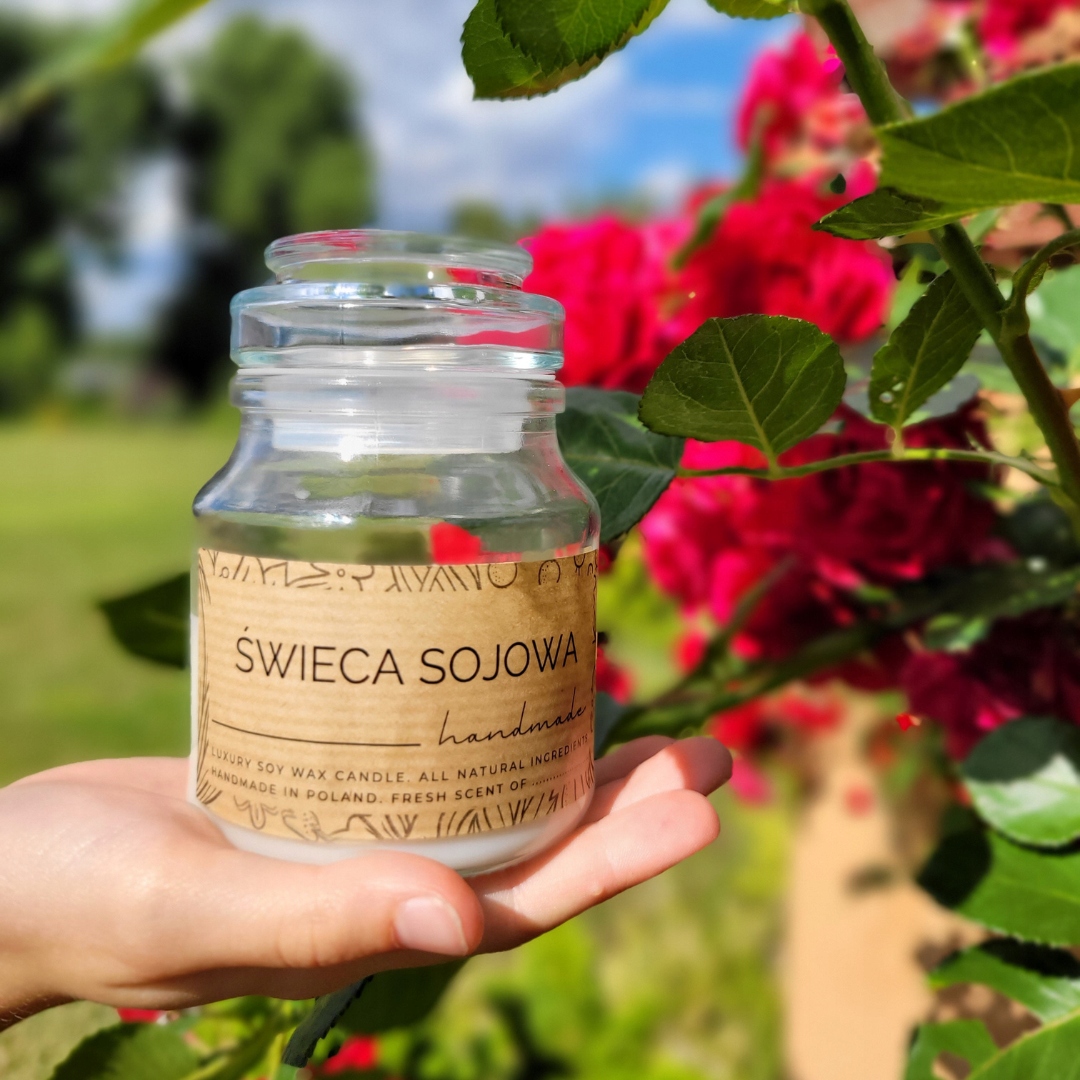 ŚWIECA SOJOWA
handmade
LUXURY SOY WAX CANDLE. ALL NATURAL INGREDIENTS.
HANDMADE IN POLAND. FRESH SCENT OF ............